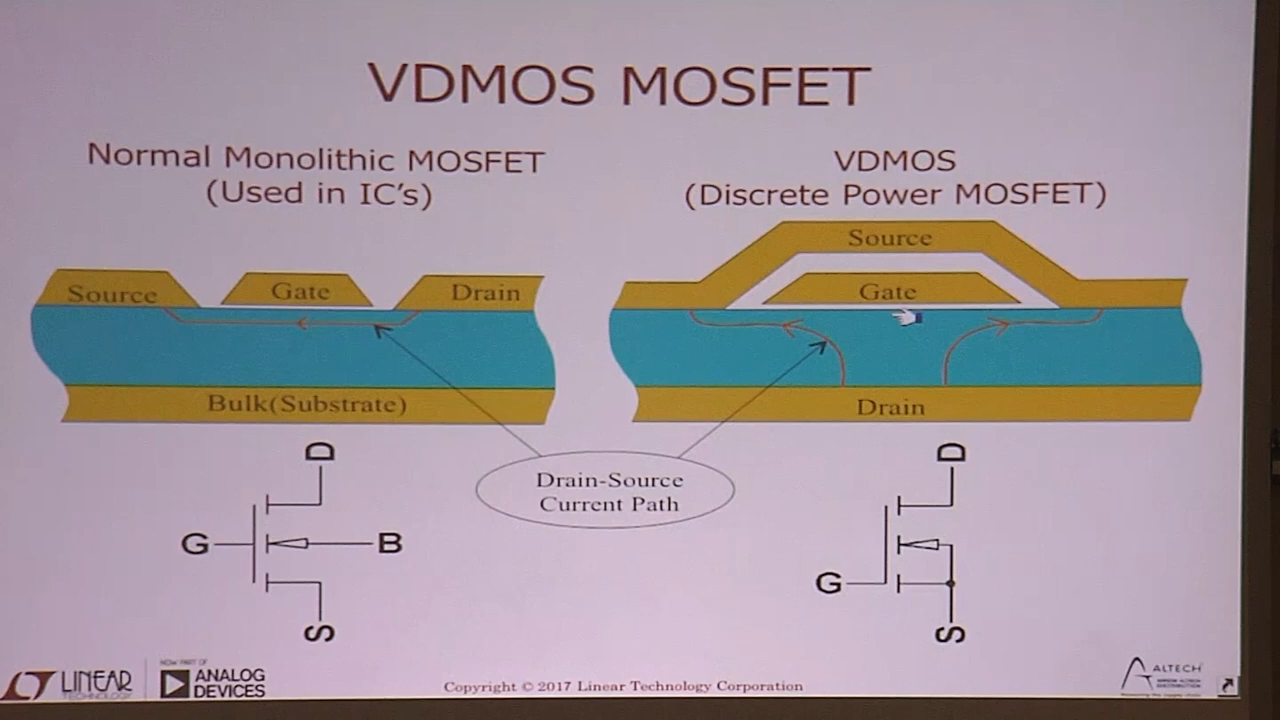 VDMOS MOSFET
Normal Monolithic MOSFET
(Used in IC's)
VDMOS
(Discrete Power MOSFET)
Source
Gate
Drain
Bulk(Substrate)
Source
Gate
Drain
Drain-Source
Current Path
D
G
B
S
D
G
S
LINEAR
TECHNOLOGY
NOW PART OF
ANALOG
DEVICES
Copyright © 2017 Linear Technology Corporation
ALTECH